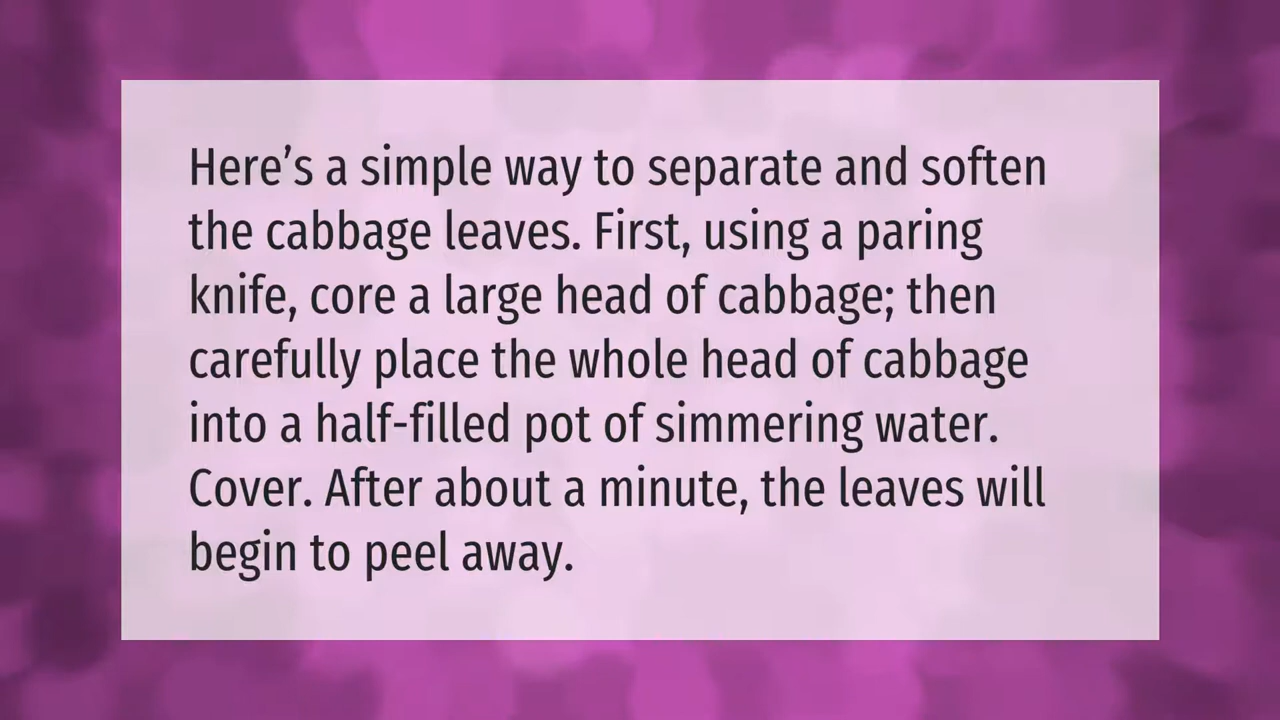 Here’s a simple way to separate and soften
the cabbage leaves. First, using a paring
knife, core a large head of cabbage; then
carefully place the whole head of cabbage
into a half-filled pot of simmering water.
Cover. After about a minute, the leaves will
begin to peel away.